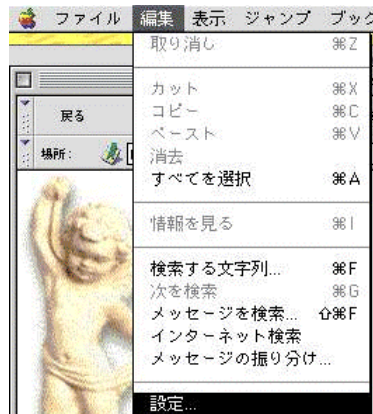 ファイル 編集 表示 ジャンプ ブック
取り消し ⌘Z
カット ⌘X
コピー ⌘C
ペースト ⌘V
消去
すべてを選択 ⌘A
情報を見る ⌘I
検索する文字列... ⌘F
次を検索 ⌘G
メッセージを検索... ⇧⌘F
インターネット検索
メッセージの振り分け...
設定...
戻る
場所: